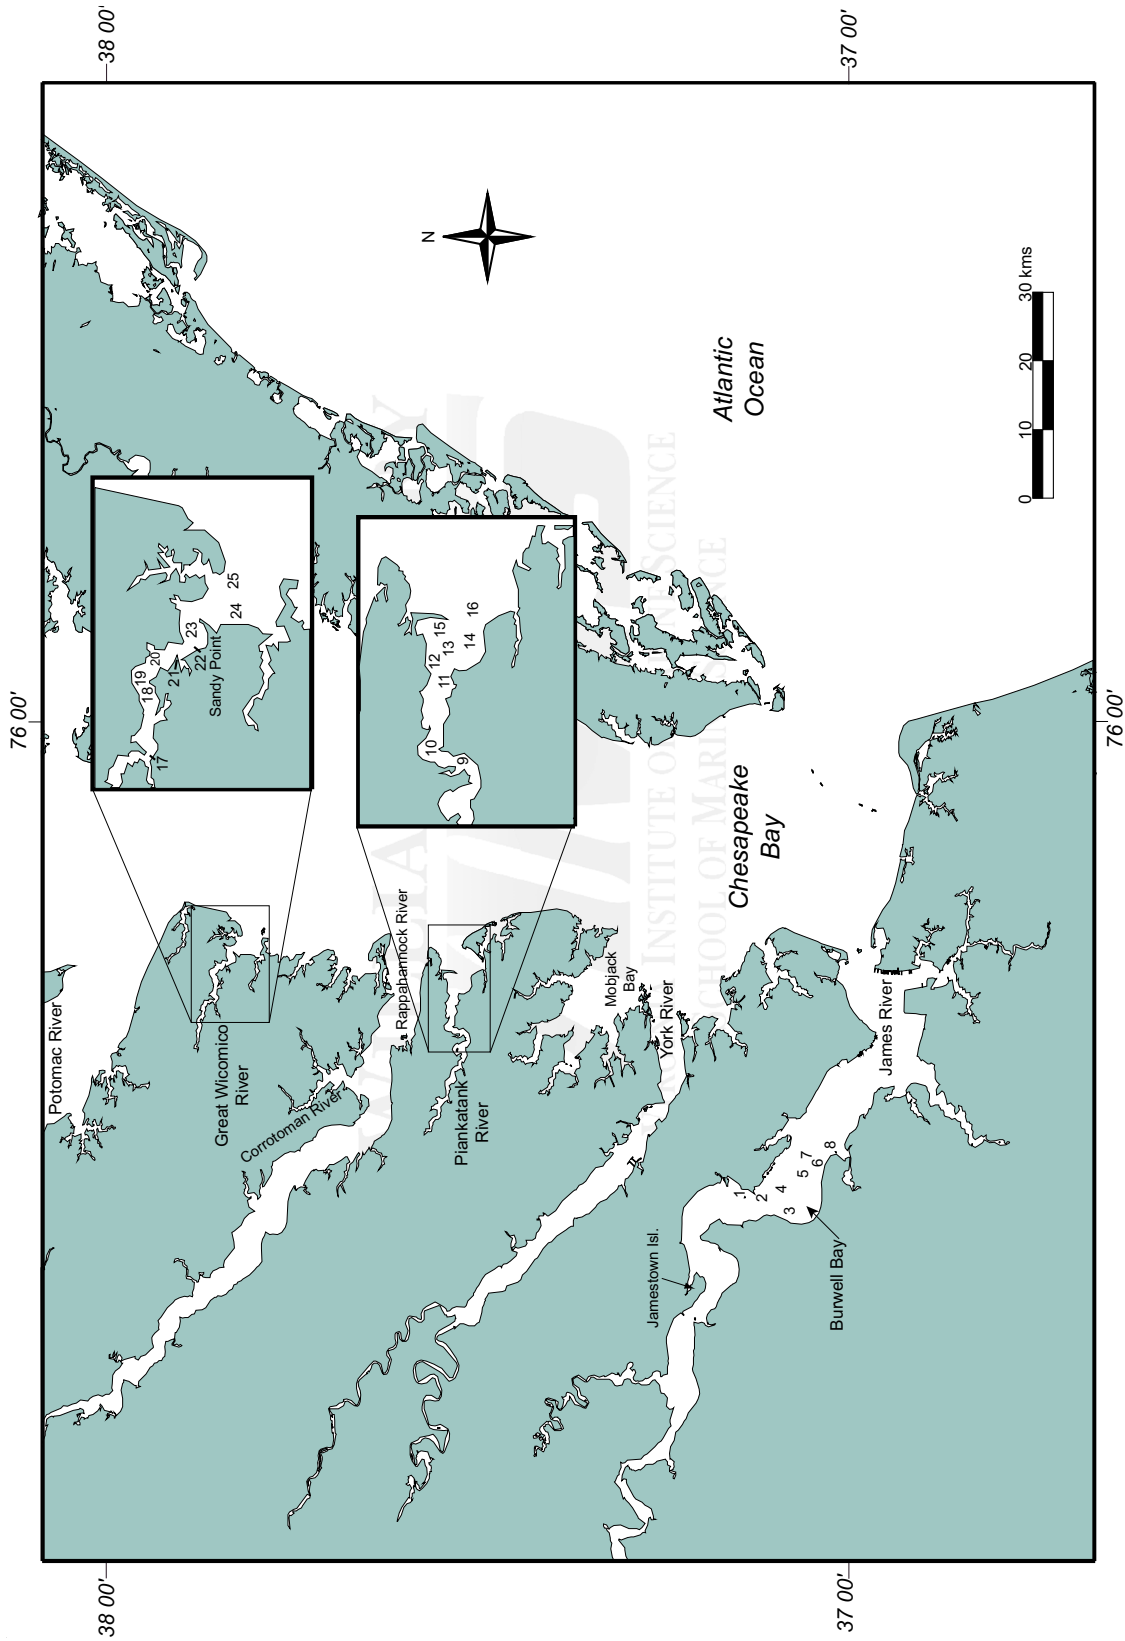 38 00'
37 00'
76 00'
76 00'
38 00'
37 00'
N
0 10 20 30 kms
Atlantic
Ocean
Chesapeake
Bay
Potomac River
Great Wicomico
River
Corrotoman River
Rappahannock River
Piankatank
River
Mobjack
Bay
York River
James River
Jamestown Isl.
Burwell Bay
Sandy Point
1
2
3
4
5
6
7
8
9
10
11
12
13
14
15
16
17
18
19
20
21
22
23
24
25